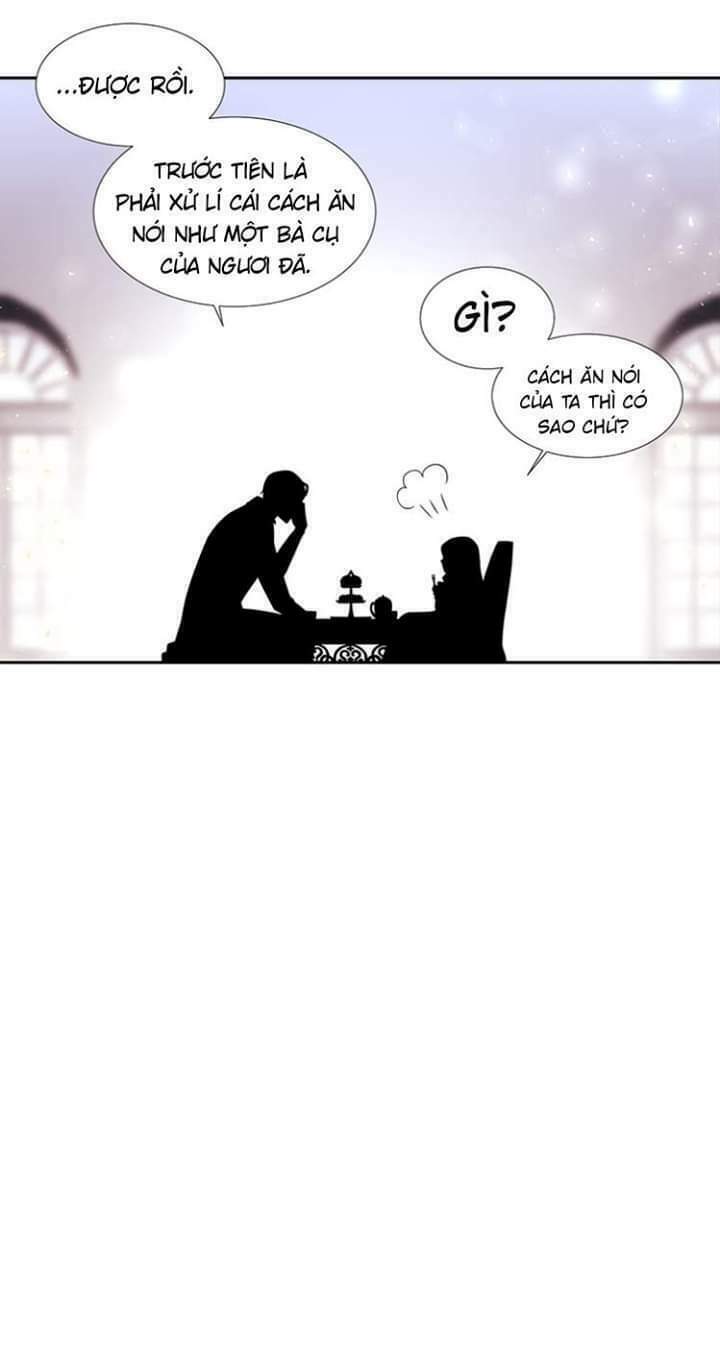 ...ĐƯỢC RỒI.
TRƯỚC TIÊN LÀ
PHẢI XỬ LÍ CÁI CÁCH ĂN
NÓI NHƯ MỘT BÀ CỤ
CỦA NGƯƠI ĐÃ.
GÌ?
CÁCH ĂN NÓI
CỦA TA THÌ CÓ
SAO CHỨ?